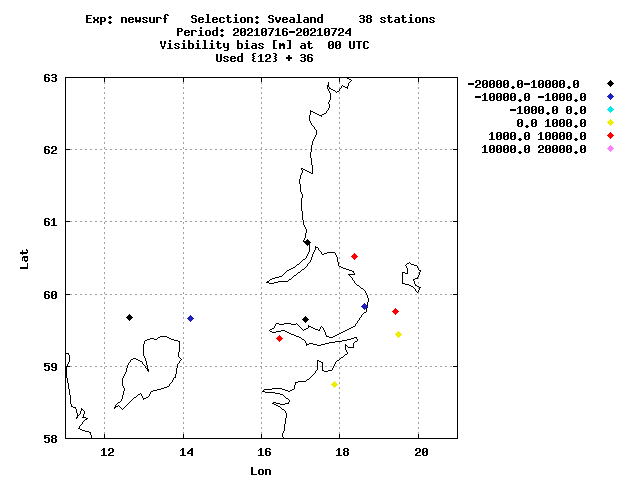 Exp: newsurf   Selection: Svealand     38 stations
Period: 20210716-20210724
Visibility bias [m] at  00 UTC
Used {12} + 36
-20000.0-10000.0
-10000.0 -1000.0
-1000.0 0.0
0.0 1000.0
1000.0 10000.0
10000.0 20000.0
63
62
61
60
59
58
Lat
12
14
16
18
20
Lon